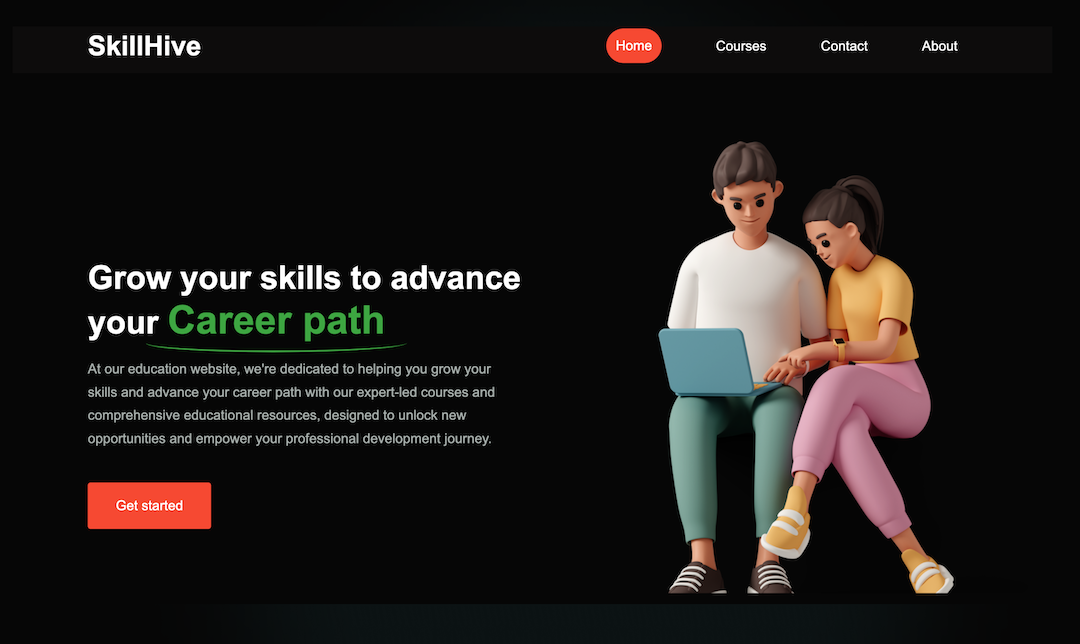 SkillHive
Home
Courses
Contact
About
Grow your skills to advance
your Career path
At our education website, we're dedicated to helping you grow your
skills and advance your career path with our expert-led courses and
comprehensive educational resources, designed to unlock new
opportunities and empower your professional development journey.
Get started